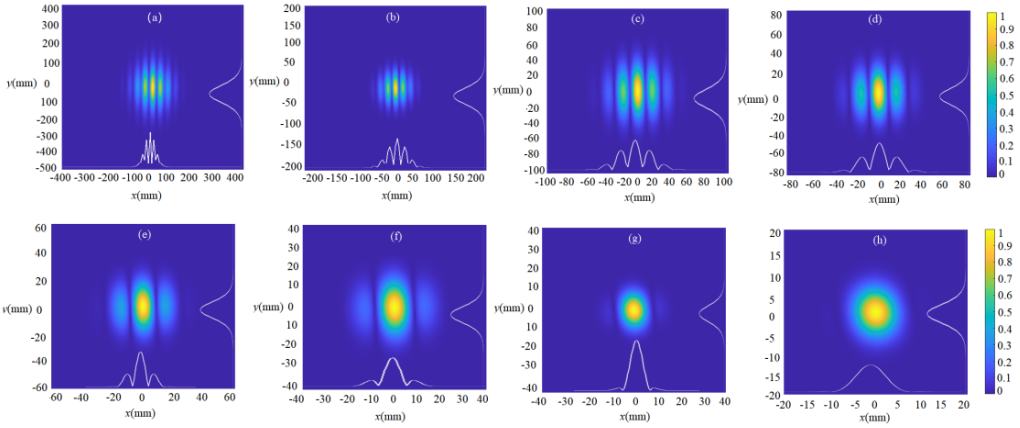 (a)
400
300
200
100
y(mm) 0
100
200
-300
-400
-500
-400 -300 -200 -100 0 100 200 300 400
x(mm)
(b)
200
150
100
50
y(mm) 0
-50
-100
-150
-200
-200 -150 -100 -50 0 50 100 150 200
x(mm)
(c)
100
80
60
40
20
y(mm) 0
-20
-40
-60
-80
-100
-100 -80 -60 -40 -20 0 20 40 60 80 100
x(mm)
(d)
80
60
40
20
y(mm) 0
-20
-40
-60
-80
-80 -60 -40 -20 0 20 40 60 80
x(mm)
1
0.9
0.8
0.7
0.6
0.5
0.4
0.3
0.2
0.1
0
(e)
60
40
20
y(mm) 0
-20
-40
-60
-60 -40 -20 0 20 40 60
x(mm)
(f)
40
30
20
10
y(mm) 0
10
-20
-30
-40
-40 -30 -20 -10 0 10 20 30 40
x(mm)
(g)
40
30
20
10
y(mm) 0
10
-20
-30
-40
-40 -30 -20 -10 0 10 20 30 40
x(mm)
(h)
20
15
10
5
y(mm) 0
-5
-10
-15
-20
-20 -15 -10 -5 0 5 10 15 20
x(mm)
1
0.9
0.8
0.7
0.6
0.5
0.4
0.3
0.2
0.1
0